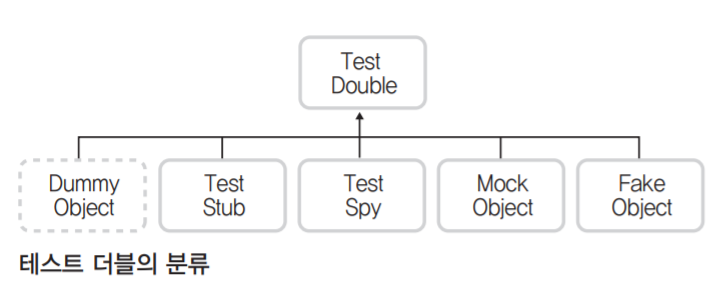 Test
Double
Dummy
Object
Test
Stub
Test
Spy
Mock
Object
Fake
Object
테스트 더블의 분류